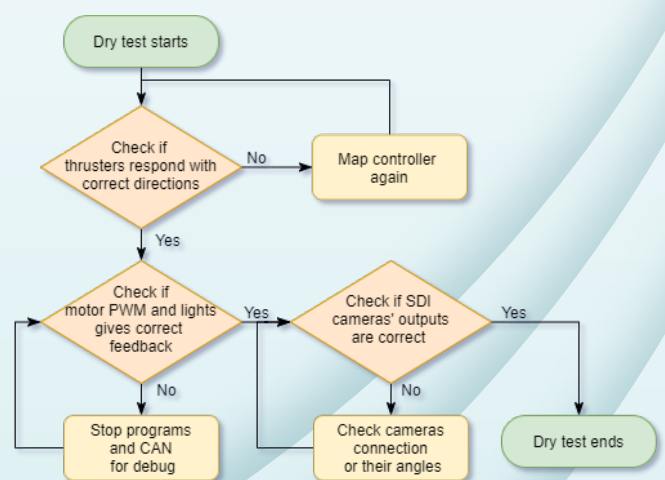 Dry test starts
Check if
thrusters respond with
correct directions
No
Map controller
again
Yes
Check if
motor PWM and lights
gives correct
feedback
Yes
Check if SDI
cameras' outputs
are correct
Yes
No
No
Stop programs
and CAN
for debug
Check cameras
connection
or their angles
Dry test ends